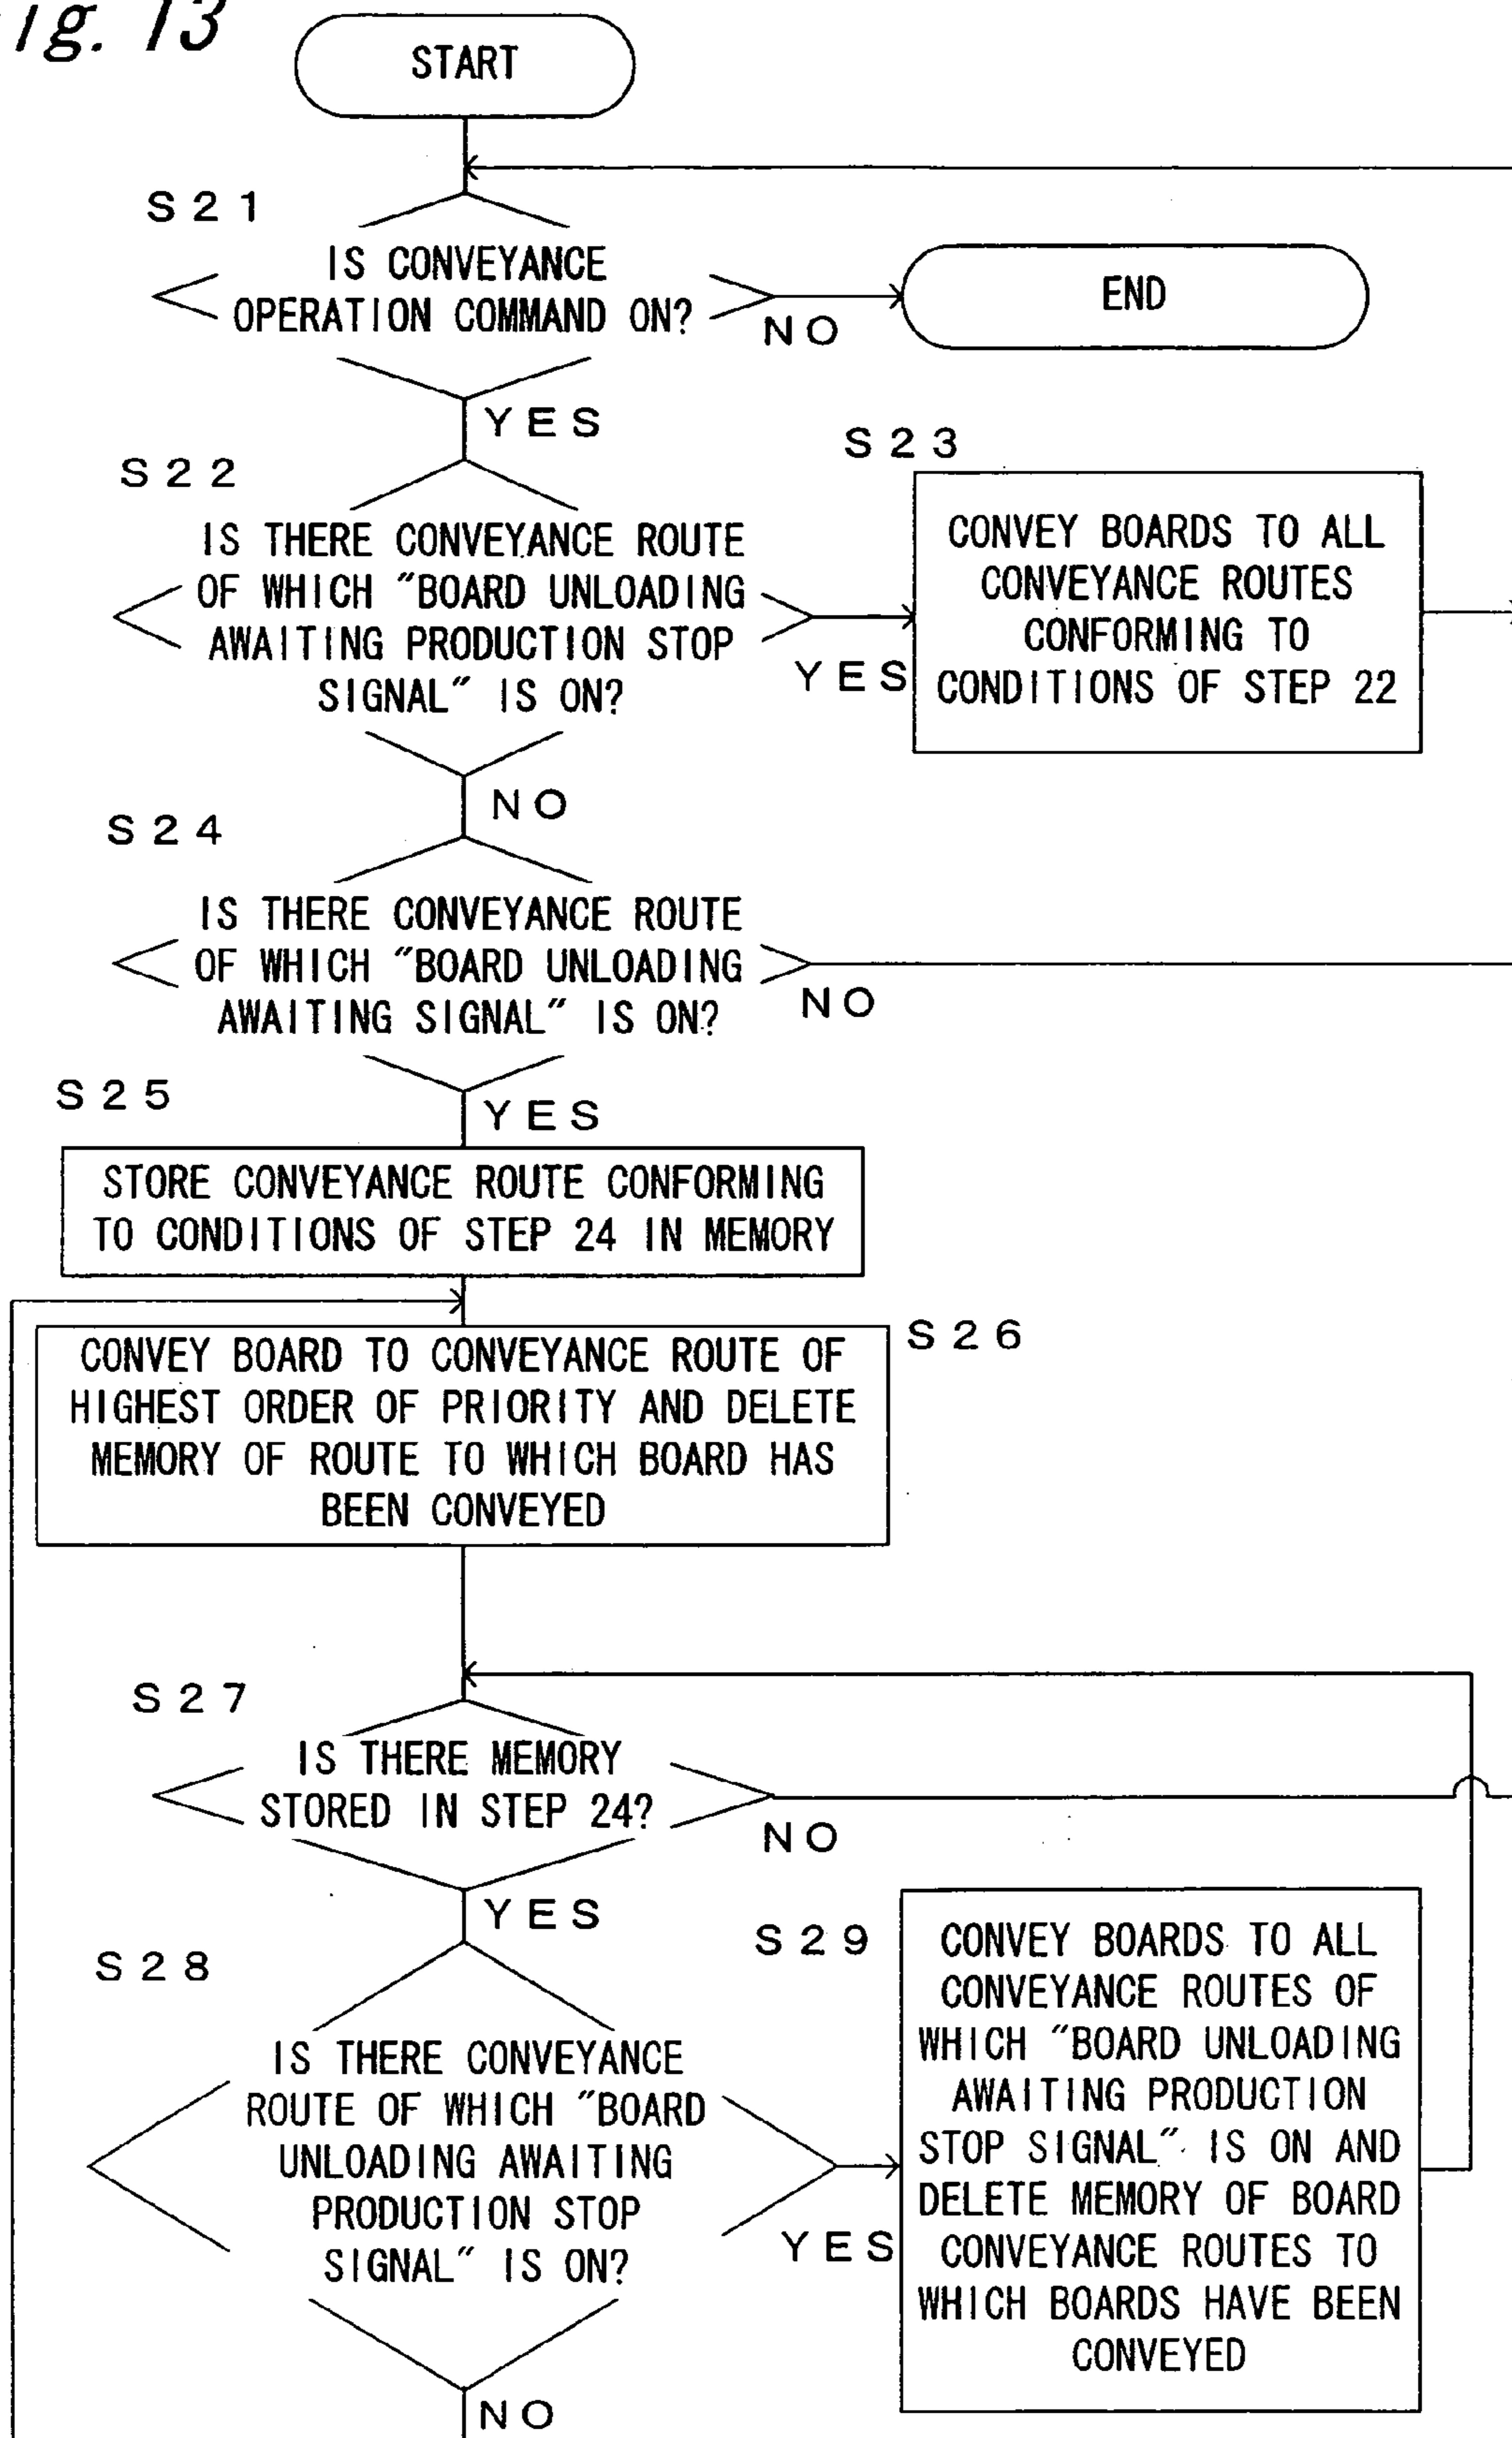 ig. 13
START
S21
IS CONVEYANCE
OPERATION COMMAND ON?
NO
END
YES
S22
IS THERE CONVEYANCE ROUTE
OF WHICH "BOARD UNLOADING
AWAITING PRODUCTION STOP
SIGNAL" IS ON?
YES
S23
CONVEY BOARDS TO ALL
CONVEYANCE ROUTES
CONFORMING TO
CONDITIONS OF STEP 22
NO
S24
IS THERE CONVEYANCE ROUTE
OF WHICH "BOARD UNLOADING
AWAITING SIGNAL" IS ON?
NO
YES
S25
STORE CONVEYANCE ROUTE CONFORMING
TO CONDITIONS OF STEP 24 IN MEMORY
S26
CONVEY BOARD TO CONVEYANCE ROUTE OF
HIGHEST ORDER OF PRIORITY AND DELETE
MEMORY OF ROUTE TO WHICH BOARD HAS
BEEN CONVEYED
S27
IS THERE MEMORY
STORED IN STEP 24?
NO
YES
S28
IS THERE CONVEYANCE
ROUTE OF WHICH "BOARD
UNLOADING AWAITING
PRODUCTION STOP
SIGNAL" IS ON?
YES
S29
CONVEY BOARDS TO ALL
CONVEYANCE ROUTES OF
WHICH "BOARD UNLOADING
AWAITING PRODUCTION
STOP SIGNAL" IS ON AND
DELETE MEMORY OF BOARD
CONVEYANCE ROUTES TO
WHICH BOARDS HAVE BEEN
CONVEYED
NO